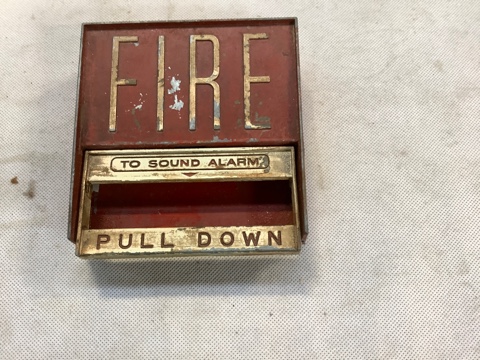 FIRE
TO SOUND ALARM
PULL DOWN